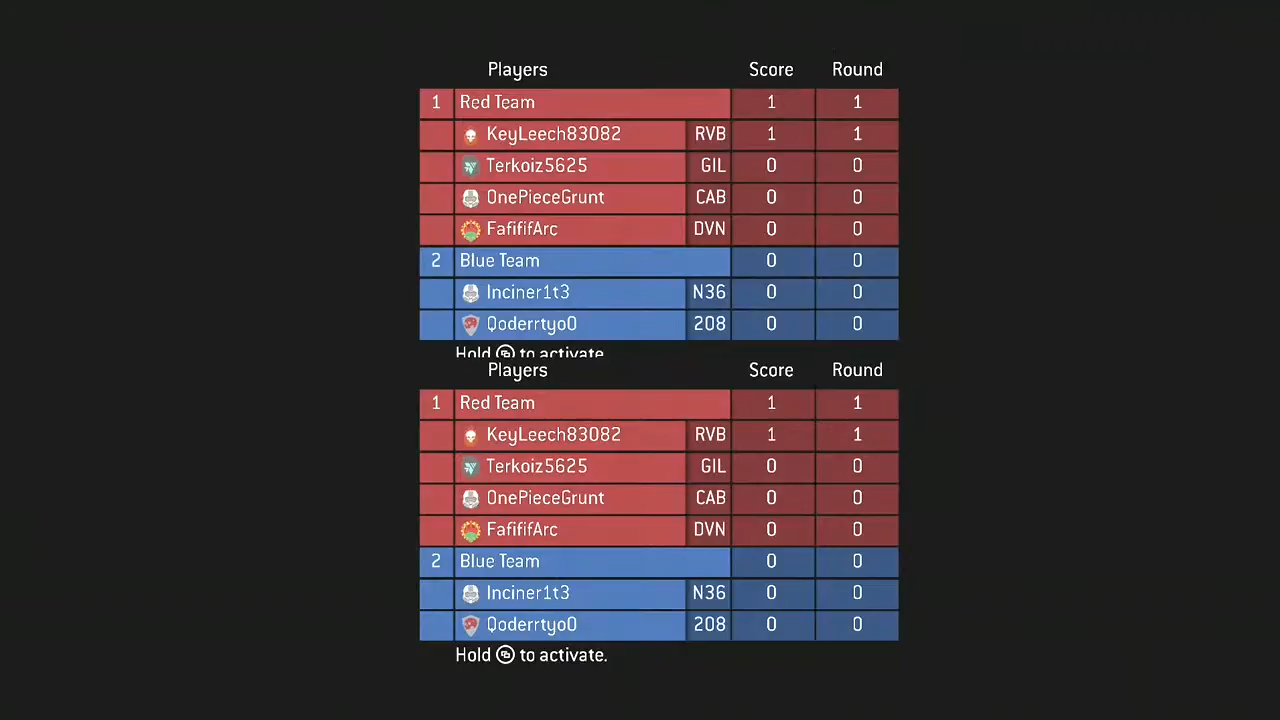 Players Score Round
1 Red Team 1 1
KeyLeech83082 RVB 1 1
Terkoiz5625 GIL 0 0
OnePieceGrunt CAB 0 0
FafififArc DVN 0 0
2 Blue Team 0 0
Inciner1t3 N36 0 0
Qoderrtyo0 208 0 0
Hold to activate
Players Score Round
1 Red Team 1 1
KeyLeech83082 RVB 1 1
Terkoiz5625 GIL 0 0
OnePieceGrunt CAB 0 0
FafififArc DVN 0 0
2 Blue Team 0 0
Inciner1t3 N36 0 0
Qoderrtyo0 208 0 0
Hold to activate.